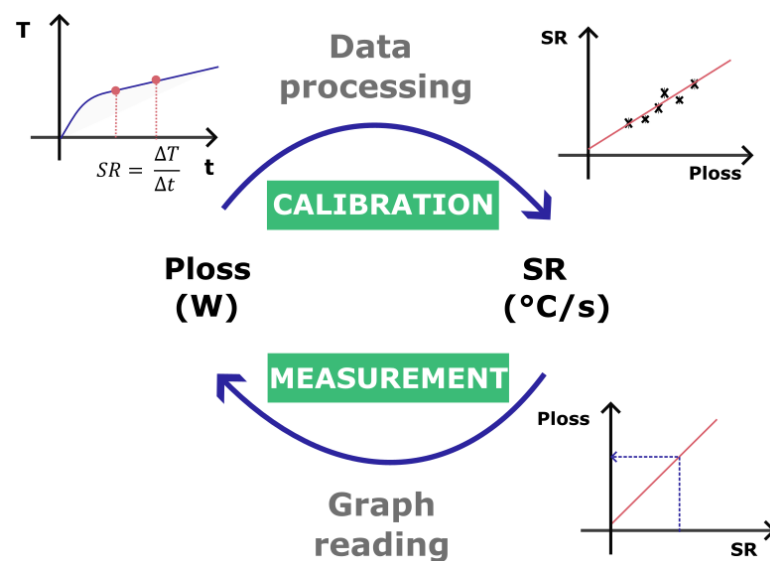 T
SR = ΔT/Δt
t
Data
processing
SR
Ploss
CALIBRATION
Ploss
(W)
SR
(°C/s)
MEASUREMENT
Graph
reading
Ploss
SR